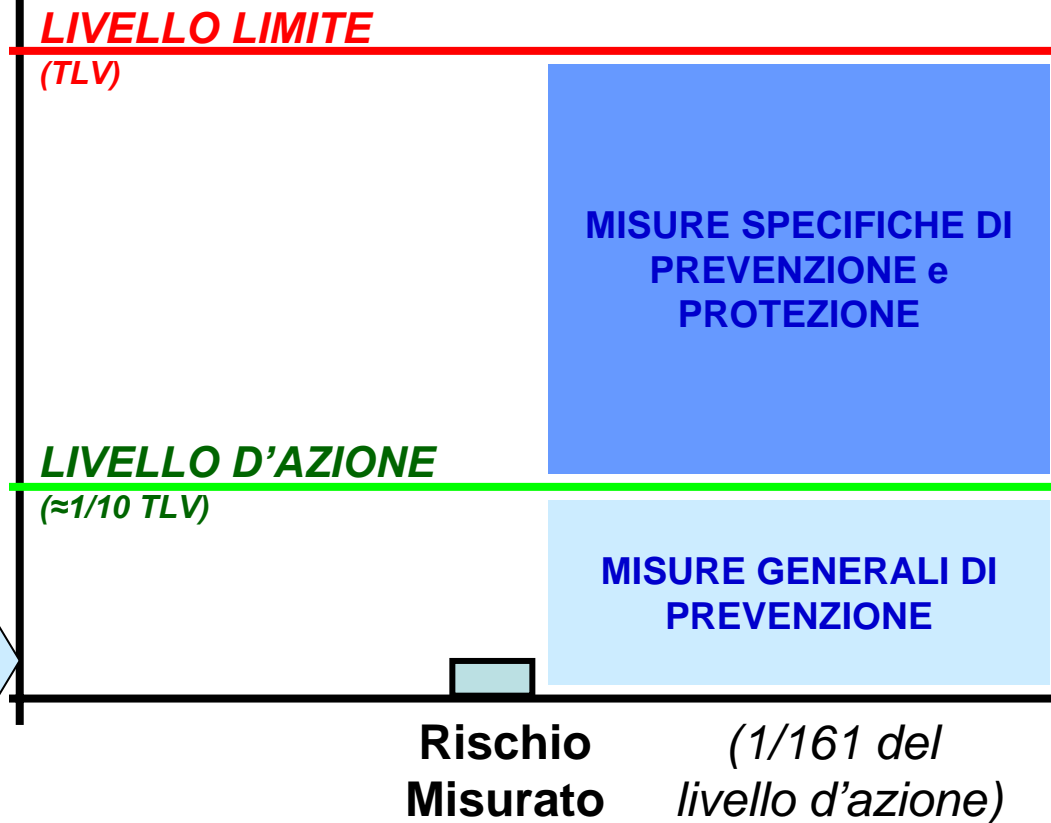 LIVELLO LIMITE
(TLV)
MISURE SPECIFICHE DI
PREVENZIONE e
PROTEZIONE
LIVELLO D’AZIONE
(≈1/10 TLV)
MISURE GENERALI DI
PREVENZIONE
Rischio (1/161 del
Misurato livello d’azione)